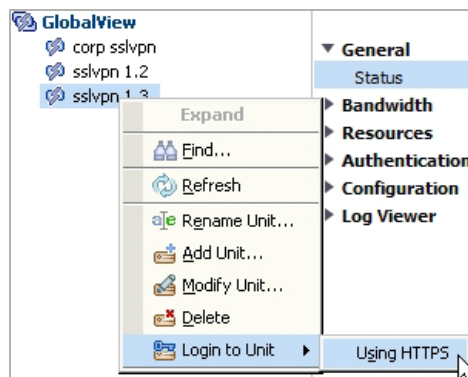 GlobalView
corp sslvpn
sslvpn 1.2
sslvpn 1.3
Expand
Find...
Refresh
Rename Unit...
Add Unit...
Modify Unit...
Delete
Login to Unit
Using HTTPS
General
Status
Bandwidth
Resources
Authentication
Configuration
Log Viewer